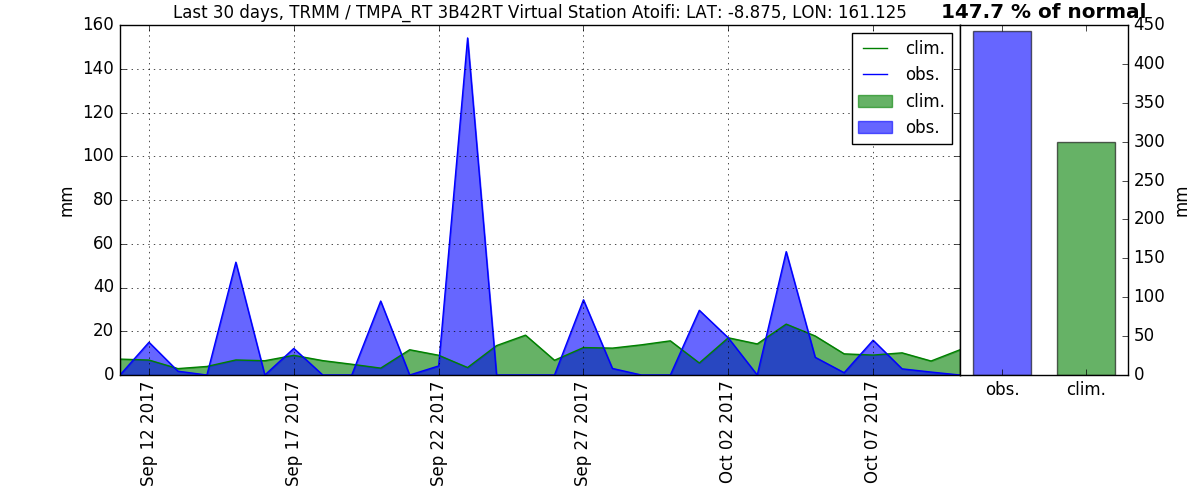 Last 30 days, TRMM / TMPA_RT 3B42RT Virtual Station Atoifi: LAT: -8.875, LON: 161.125
147.7 % of normal
160
140
120
100
80
60
40
20
0
mm
clim.
obs.
clim.
obs.
Sep 12 2017
Sep 17 2017
Sep 22 2017
Sep 27 2017
Oct 02 2017
Oct 07 2017
450
400
350
300
250
200
150
100
50
0
mm
obs.
clim.